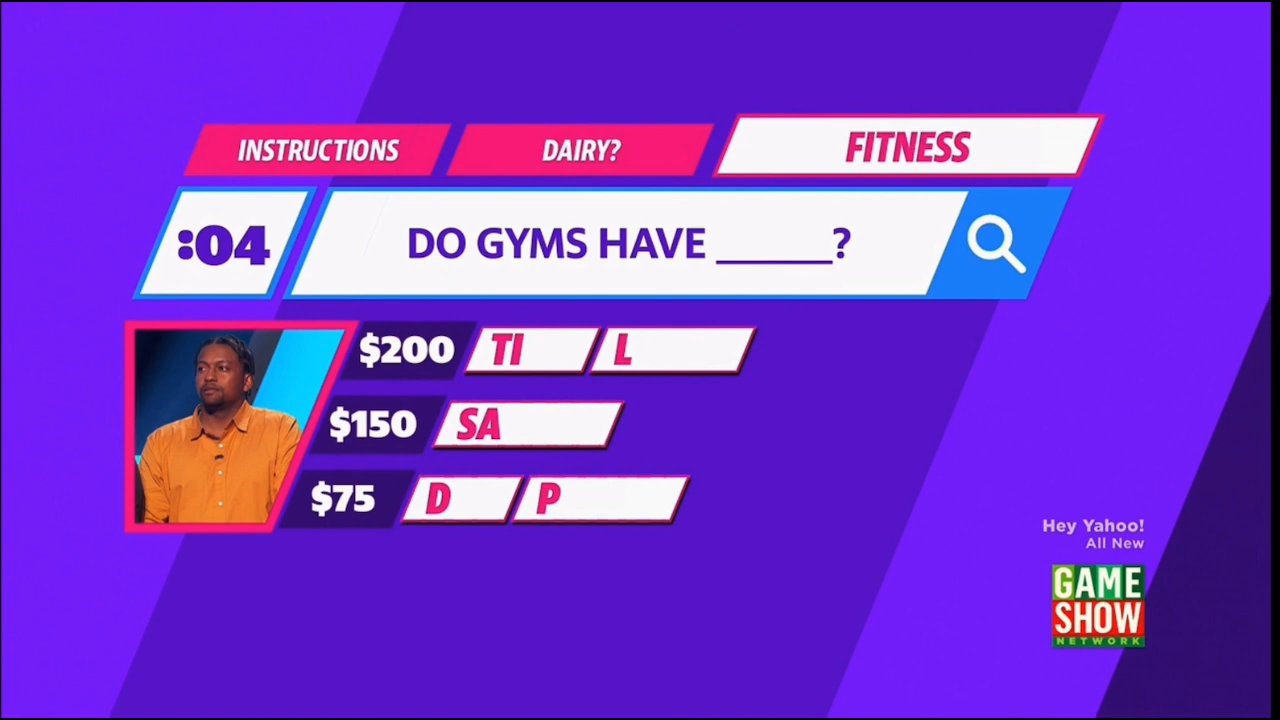 INSTRUCTIONS DAIRY? FITNESS
:04 DO GYMS HAVE ______?
$200 TI L
$150 SA
$75 D P
Hey Yahoo!
All New
GAME
SHOW
NETWORK